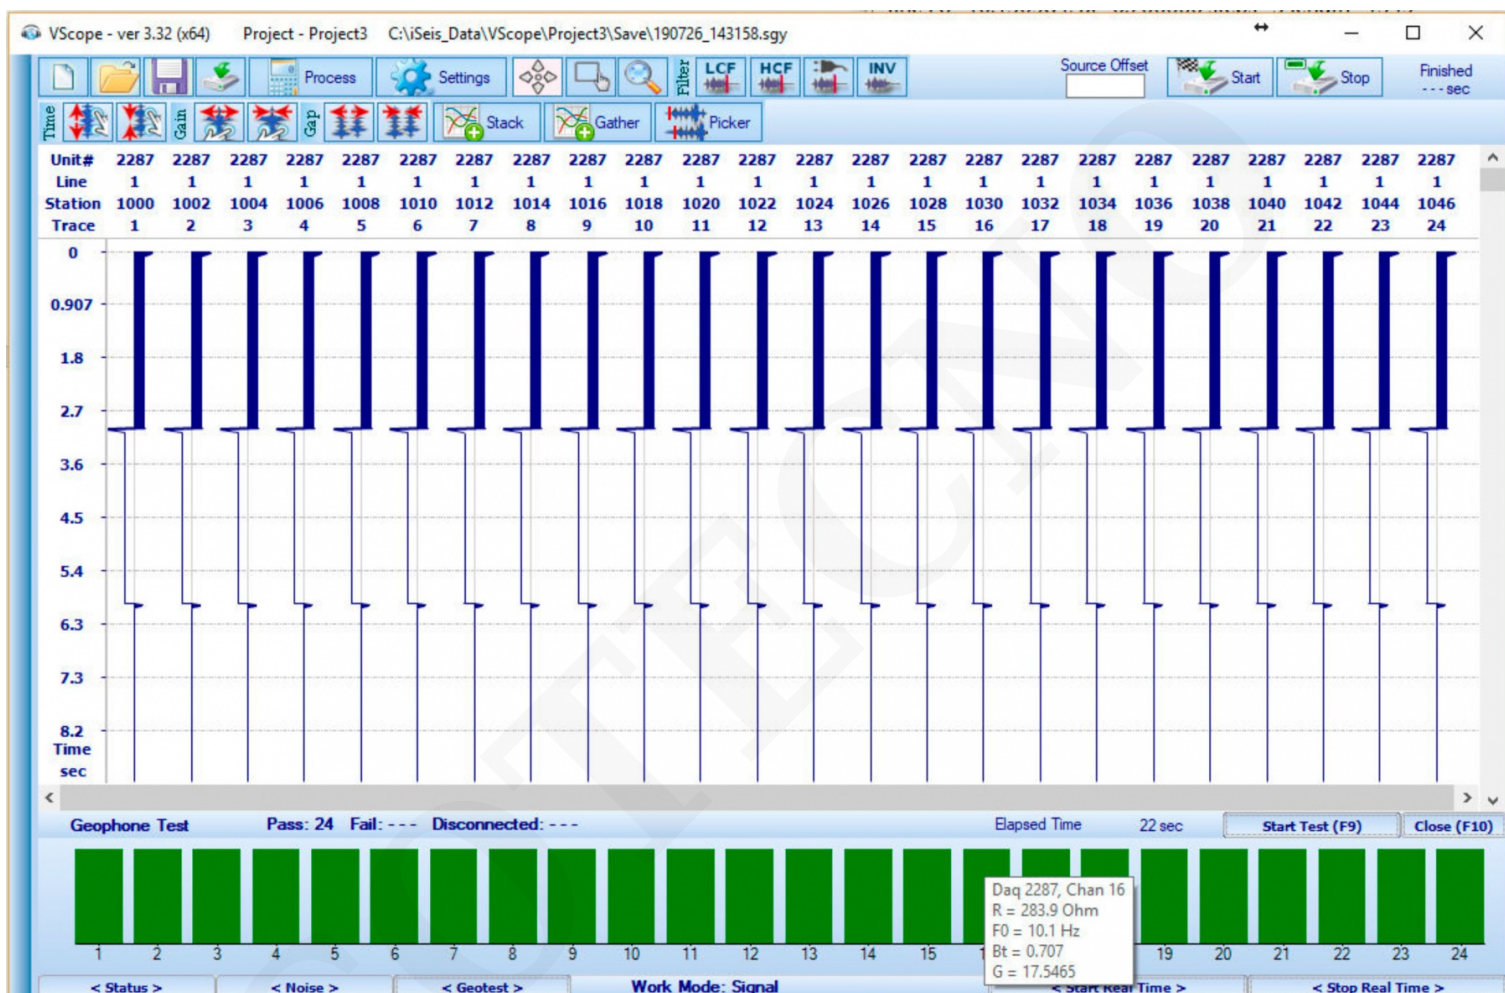 VScope - ver 3.32 (x64) Project - Project3 C:\iSeis_Data\VScope\Project3\Save\190726_143158.sgy
Process Settings Filter LCF HCF INV Source Offset Start Stop Finished
- - - sec
Time Gain Gap Stack Gather Picker
Unit# 2287 2287 2287 2287 2287 2287 2287 2287 2287 2287 2287 2287 2287 2287 2287 2287 2287 2287 2287 2287 2287 2287 2287 2287
Line 1 1 1 1 1 1 1 1 1 1 1 1 1 1 1 1 1 1 1 1 1 1 1 1
Station 1000 1002 1004 1006 1008 1010 1012 1014 1016 1018 1020 1022 1024 1026 1028 1030 1032 1034 1036 1038 1040 1042 1044 1046
Trace 1 2 3 4 5 6 7 8 9 10 11 12 13 14 15 16 17 18 19 20 21 22 23 24
0
0.907
1.8
2.7
3.6
4.5
5.4
6.3
7.3
8.2
Time
sec
Geophone Test Pass: 24 Fail: - - - Disconnected: - - - Elapsed Time 22 sec Start Test (F9) Close (F10)
Daq 2287, Chan 16
R = 283.9 Ohm
F0 = 10.1 Hz
Bt = 0.707
G = 17.5465
1 2 3 4 5 6 7 8 9 10 11 12 13 14 15 19 20 21 22 23 24
< Status > < Noise > < Geotest > Work Mode: Signal < Start Real Time > < Stop Real Time >